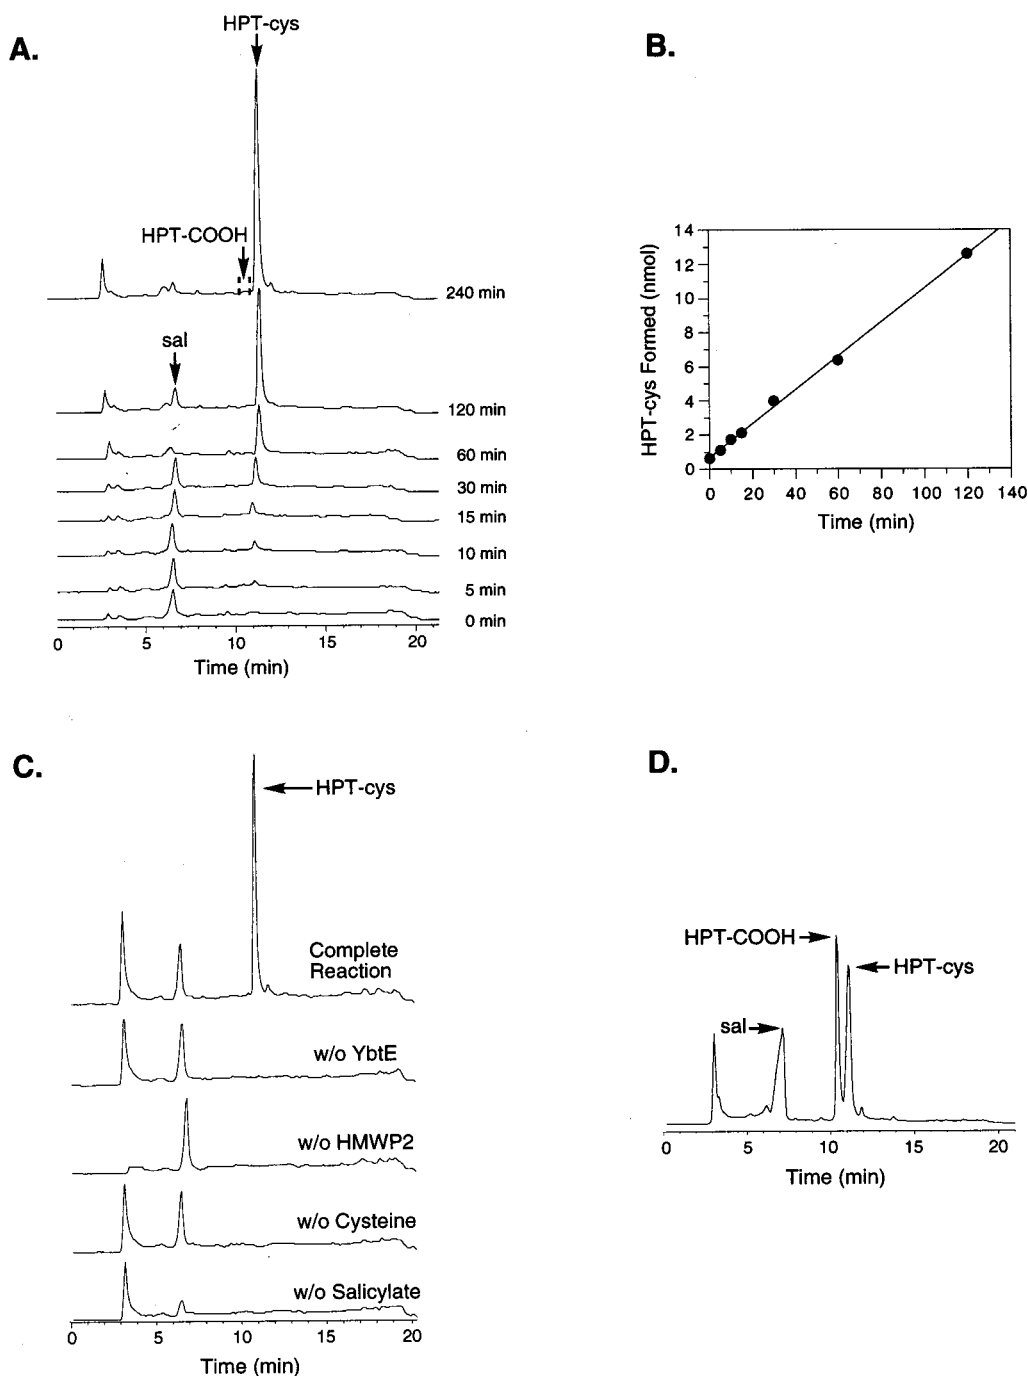 A.
HPT-cys
HPT-COOH
240 min
sal
120 min
60 min
30 min
15 min
10 min
5 min
0 min
0 5 10 15 20
Time (min)
B.
HPT-cys Formed (nmol)
14
12
10
8
6
4
2
0
0 20 40 60 80 100 120 140
Time (min)
C.
HPT-cys
Complete
Reaction
w/o YbtE
w/o HMWP2
w/o Cysteine
w/o Salicylate
0 5 10 15 20
Time (min)
D.
HPT-COOH
HPT-cys
sal
0 5 10 15 20
Time (min)